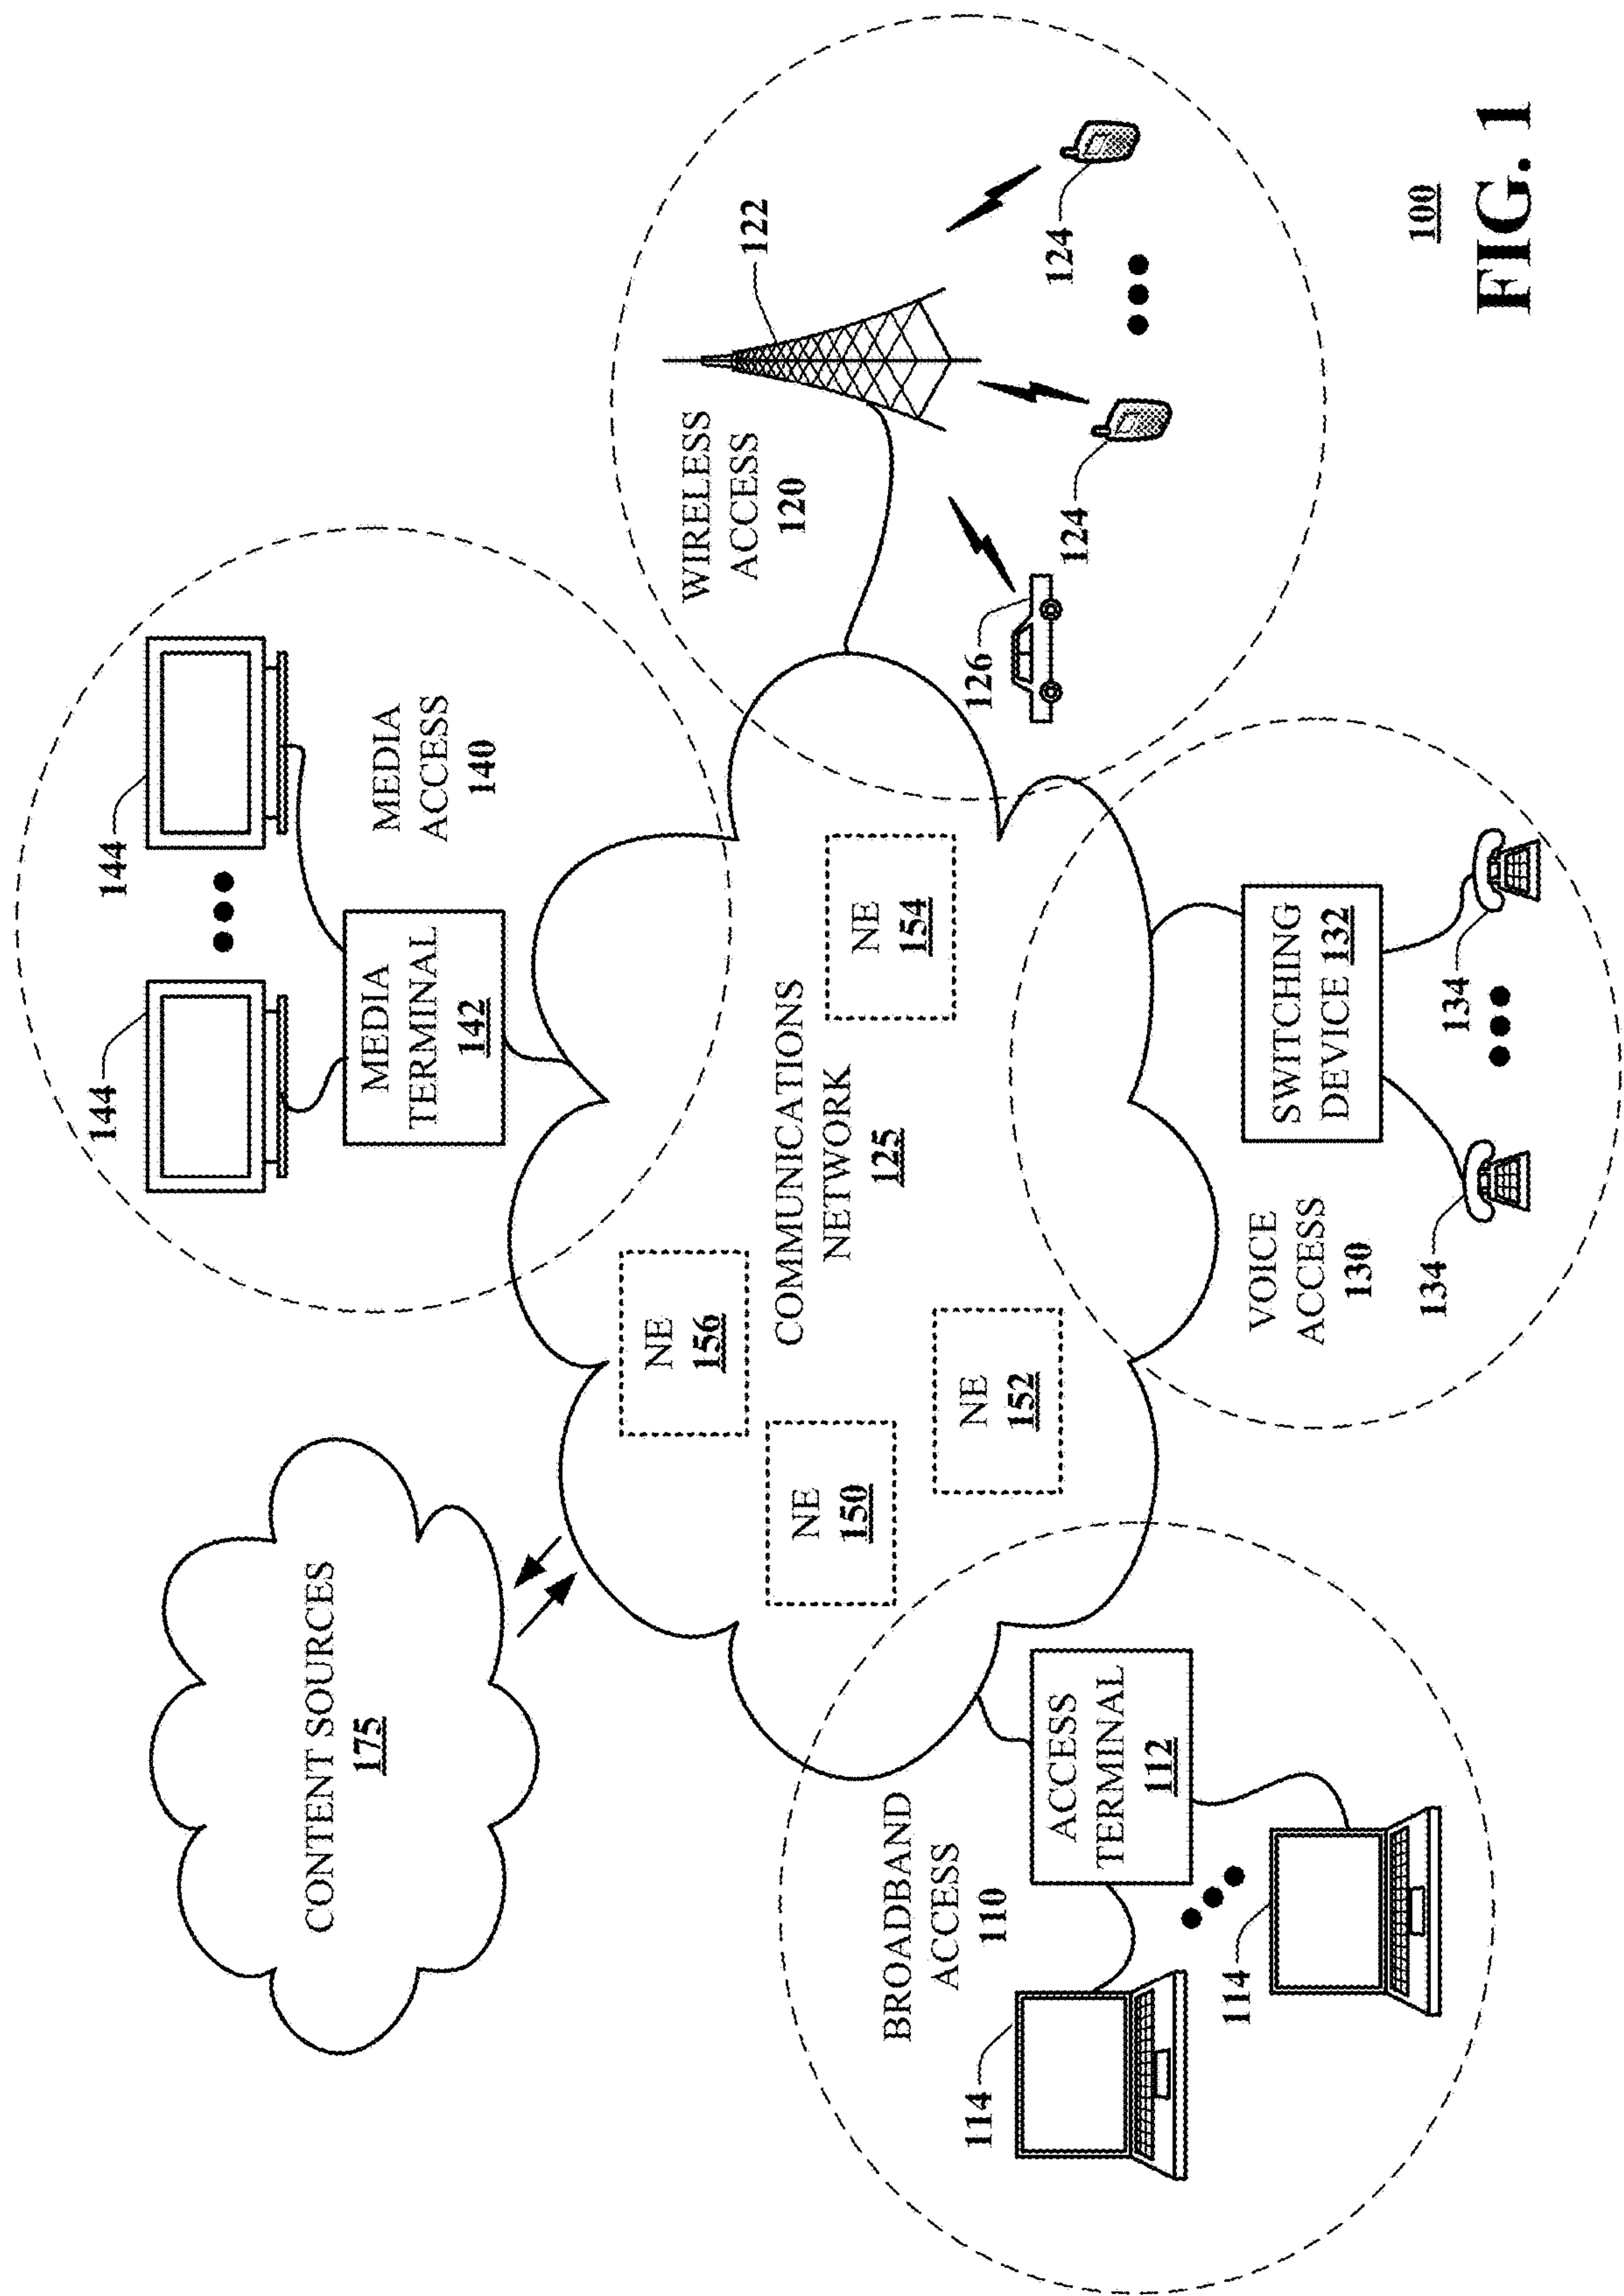 CONTENT SOURCES
175
144
144
MEDIA
TERMINAL
142
MEDIA
ACCESS
140
NE
156
NE
150
NE
152
NE
154
COMMUNICATIONS
NETWORK
125
WIRELESS
ACCESS
120
122
124
124
126
BROADBAND
ACCESS
110
ACCESS
TERMINAL
112
114
114
VOICE
ACCESS
130
SWITCHING
DEVICE 132
134
134
100
FIG. 1